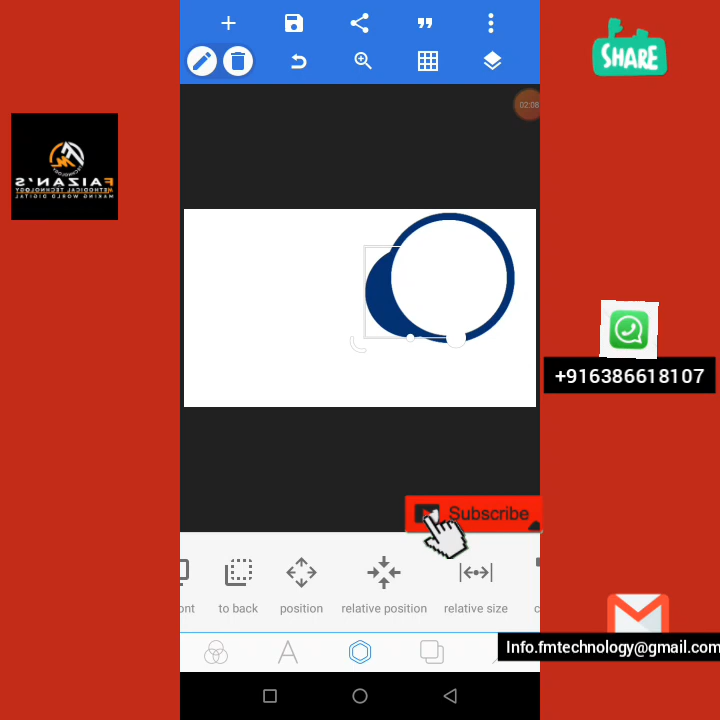 SHARE
02:08
FAIZAN'S
METHODICAL TECHNOLOGY
MAKING WORLD DIGITAL
+916386618107
Subscribe
ont
to back
position
relative position
relative size
c
Info.fmtechnology@gmail.com